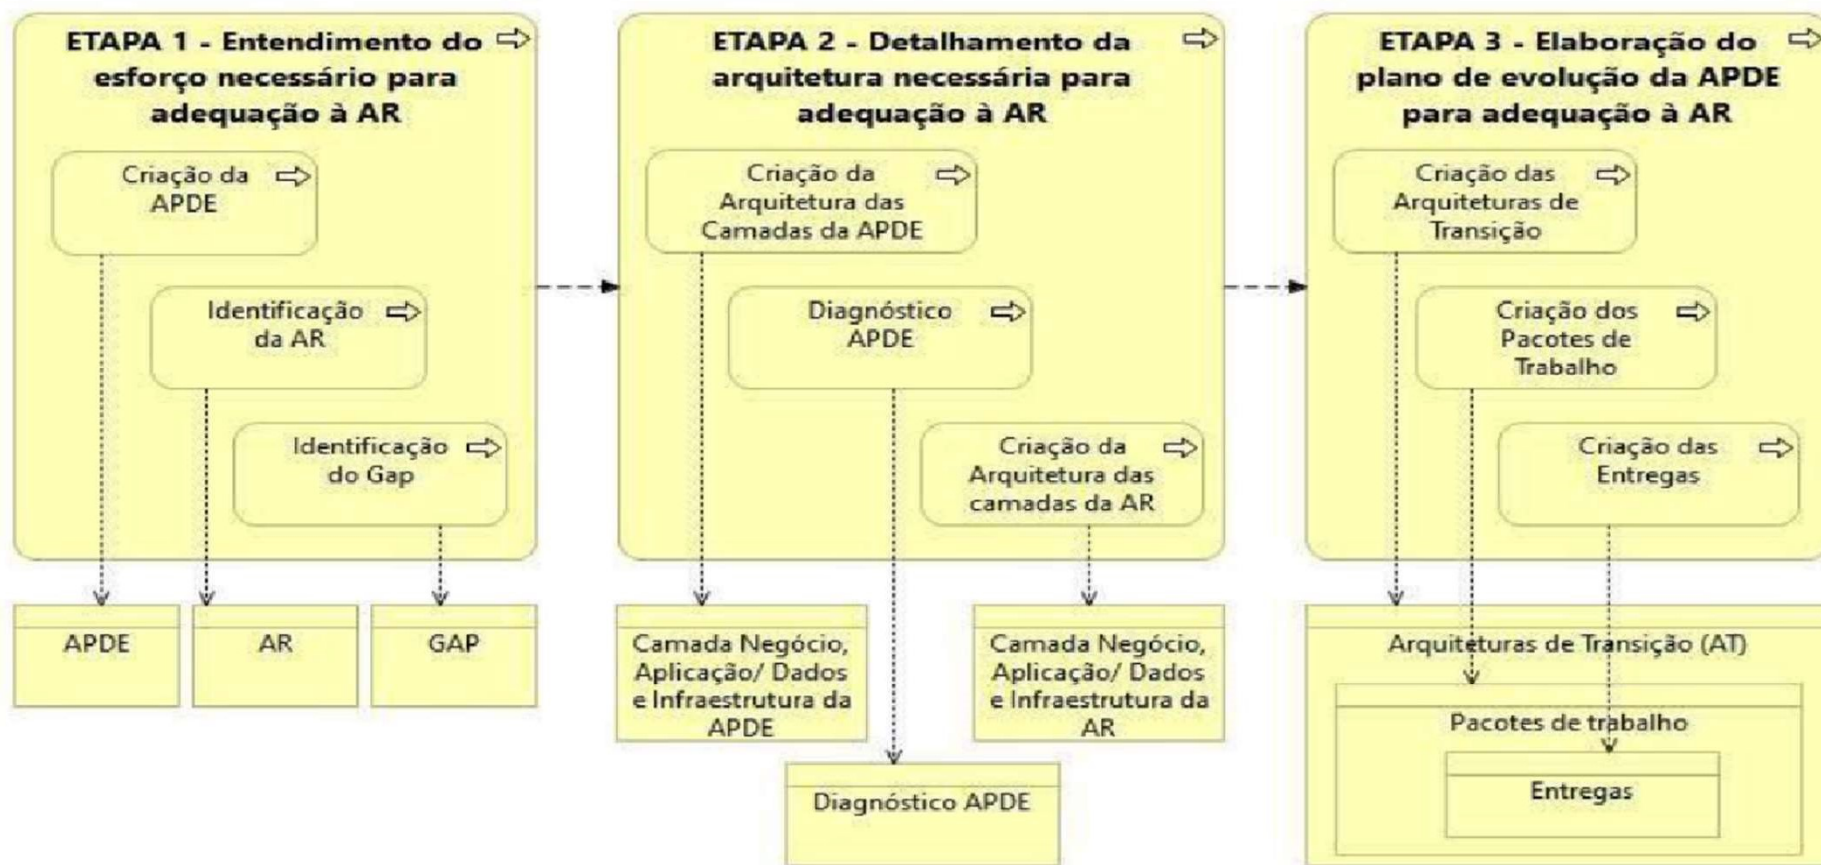 ETAPA 1 - Entendimento do
esforço necessário para
adequação à AR
Criação da
APDE
Identificação
da AR
Identificação
do Gap
APDE
AR
GAP
ETAPA 2 - Detalhamento da
arquitetura necessária para
adequação à AR
Criação da
Arquitetura das
Camadas da APDE
Diagnóstico
APDE
Criação da
Arquitetura das
camadas da AR
Camada Negócio,
Aplicação/ Dados
e Infraestrutura da
APDE
Camada Negócio,
Aplicação/ Dados
e Infraestrutura da
AR
Diagnóstico APDE
ETAPA 3 - Elaboração do
plano de evolução da APDE
para adequação à AR
Criação das
Arquiteturas de
Transição
Criação dos
Pacotes de
Trabalho
Criação das
Entregas
Arquiteturas de Transição (AT)
Pacotes de trabalho
Entregas